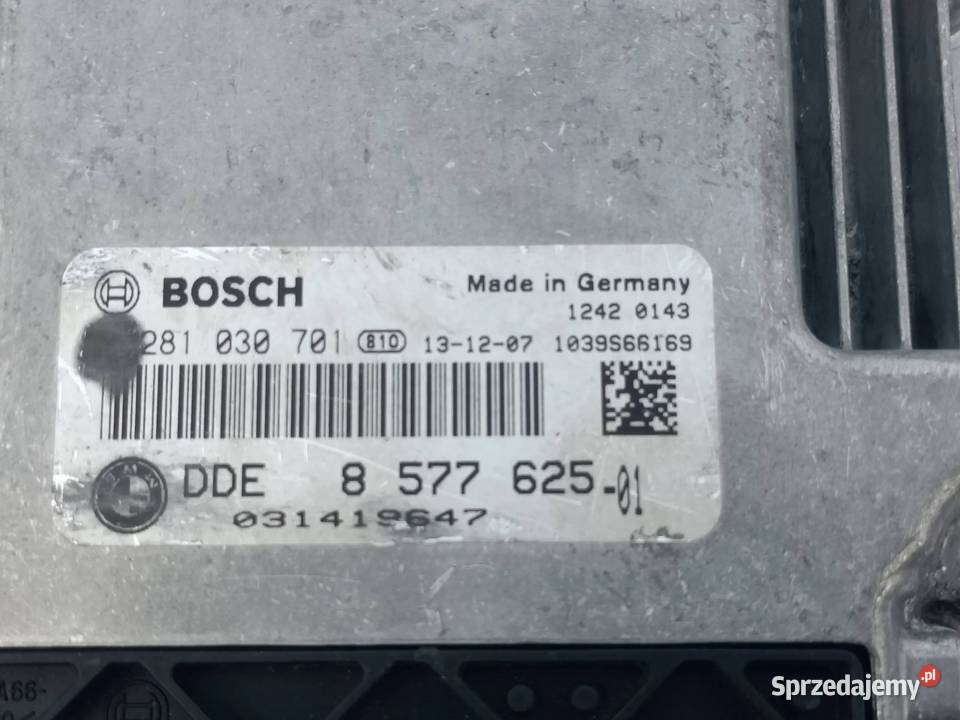 BOSCH
Made in Germany
1242 0143
281 030 701 810 13-12-07 1039S66169
DDE 8 577 625-01
031419647
A66-
Sprzedajemy.pl